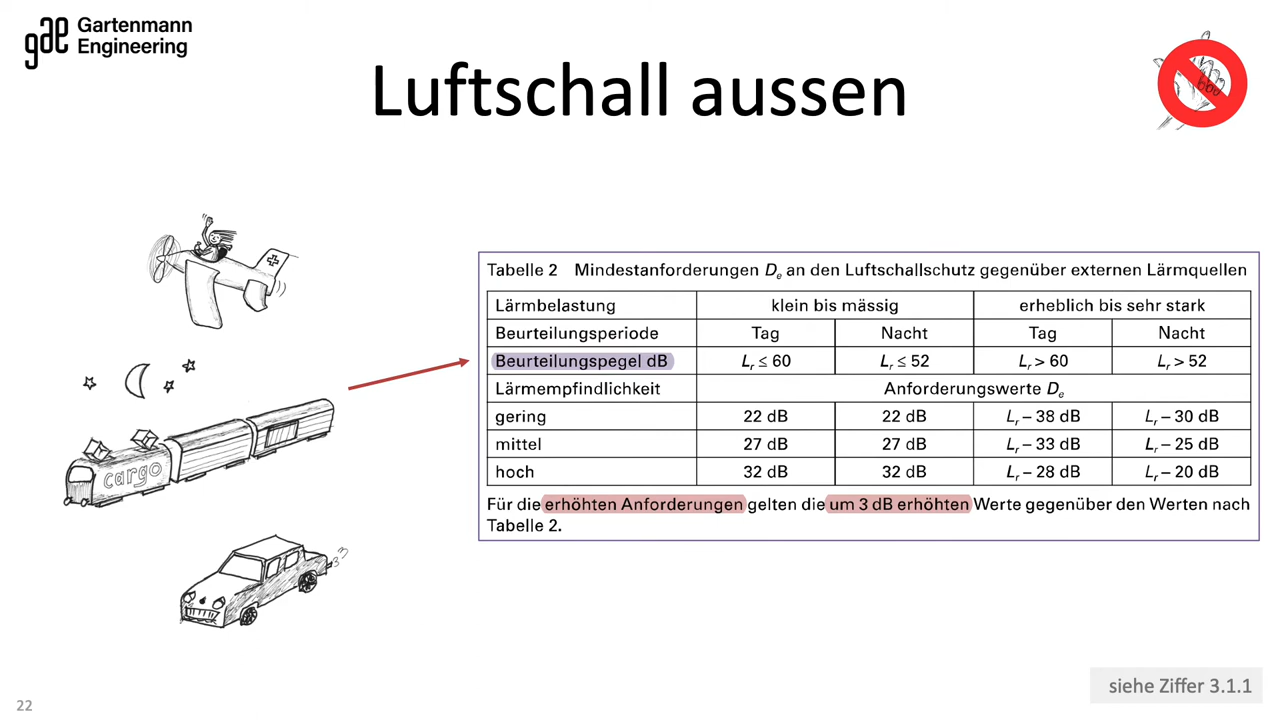 gae Gartenmann
Engineering
Luftschall aussen
cargo
Tabelle 2 Mindestanforderungen De an den Luftschallschutz gegenüber externen Lärmquellen
Lärmbelastung klein bis mässig erheblich bis sehr stark
Beurteilungsperiode Tag Nacht Tag Nacht
Beurteilungspegel dB Lr ≤ 60 Lr ≤ 52 Lr > 60 Lr > 52
Lärmempfindlichkeit Anforderungswerte De
gering 22 dB 22 dB Lr – 38 dB Lr – 30 dB
mittel 27 dB 27 dB Lr – 33 dB Lr – 25 dB
hoch 32 dB 32 dB Lr – 28 dB Lr – 20 dB
Für die erhöhten Anforderungen gelten die um 3 dB erhöhten Werte gegenüber den Werten nach
Tabelle 2.
siehe Ziffer 3.1.1
22